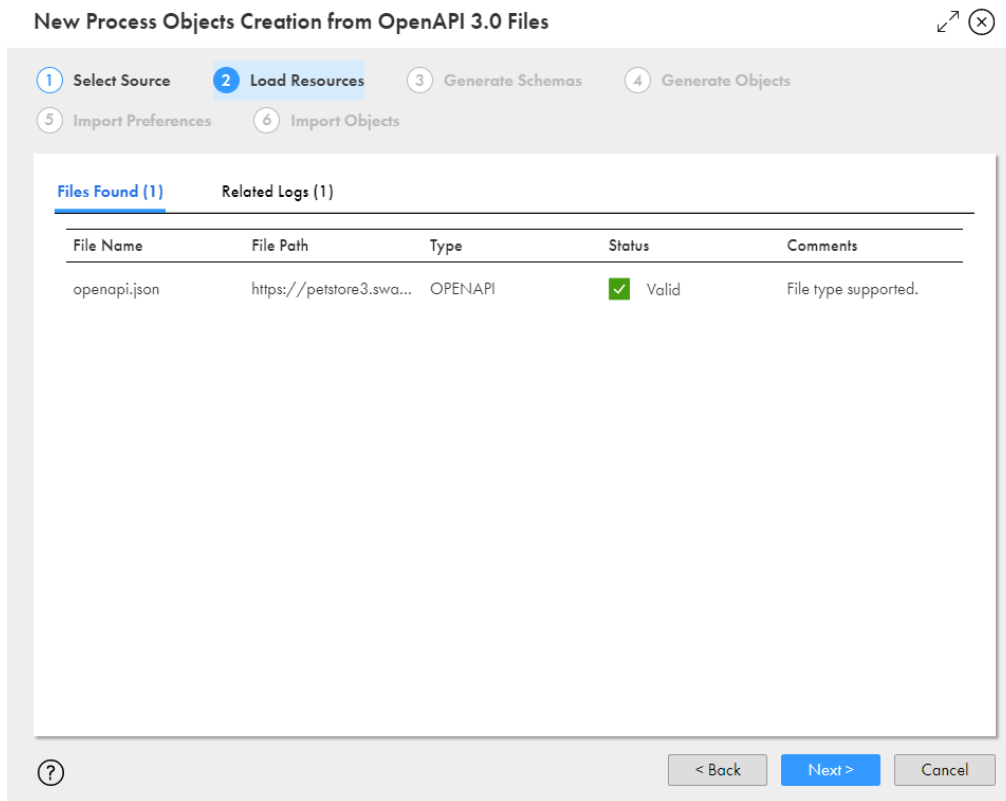 New Process Objects Creation from OpenAPI 3.0 Files
1 Select Source 2 Load Resources 3 Generate Schemas 4 Generate Objects
5 Import Preferences 6 Import Objects
Files Found (1) Related Logs (1)
File Name File Path Type Status Comments
openapi.json https://petstore3.swa... OPENAPI Valid File type supported.
? < Back Next > Cancel